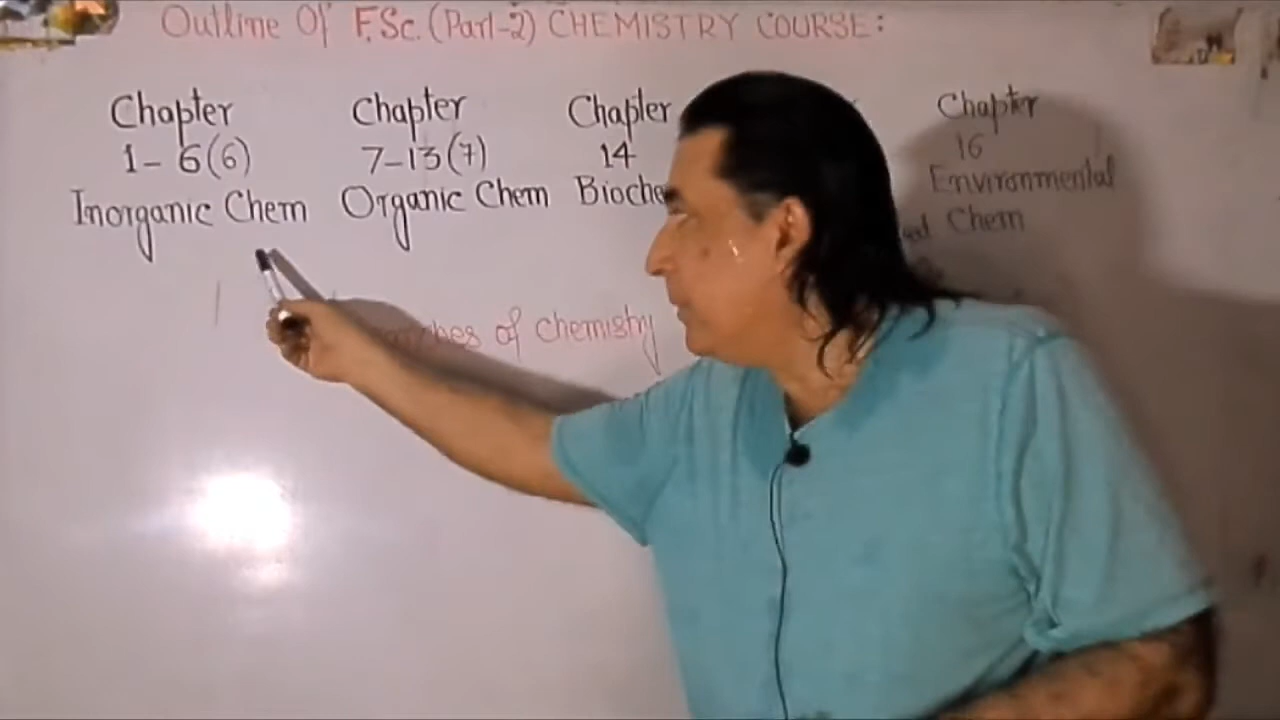 Outline Of F.Sc. (Part-2) CHEMISTRY COURSE:
Chapter
1- 6(6)
Inorganic Chem
Chapter
7-13(7)
Organic Chem
Chapter
14
Bioche
Chapter
16
Environmental
Chem
of chemistry